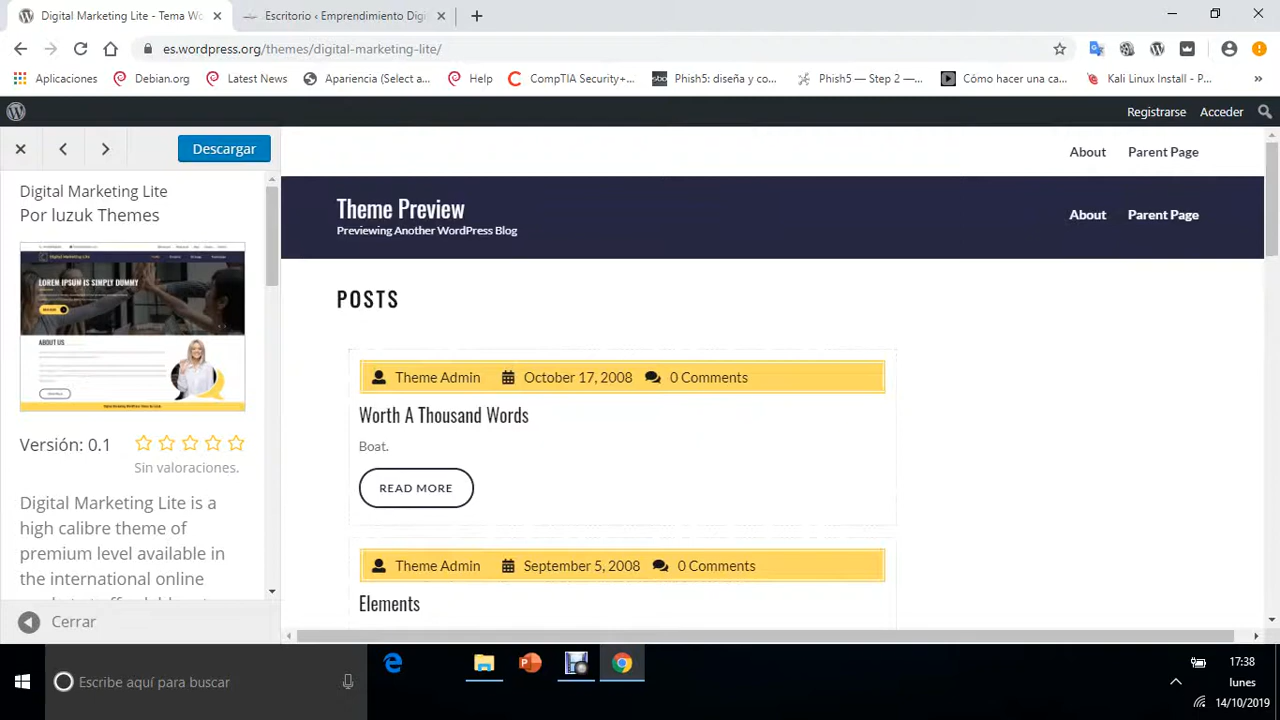 Digital Marketing Lite - Tema Wo
Escritorio ‹ Emprendimiento Digi
es.wordpress.org/themes/digital-marketing-lite/
Aplicaciones
Debian.org
Latest News
Apariencia (Select a...
Help
CompTIA Security+...
Phish5: diseña y co...
Phish5 — Step 2 —...
Cómo hacer una ca...
Kali Linux Install - P...
»
Registrarse
Acceder
Descargar
Digital Marketing Lite
Por luzuk Themes
LOREM IPSUM IS SIMPLY DUMMY
ABOUT US
Versión: 0.1
Sin valoraciones.
Digital Marketing Lite is a
high calibre theme of
premium level available in
the international online
Cerrar
About Parent Page
Theme Preview
Previewing Another WordPress Blog
About Parent Page
POSTS
Theme Admin October 17, 2008 0 Comments
Worth A Thousand Words
Boat.
READ MORE
Theme Admin September 5, 2008 0 Comments
Elements
Escribe aquí para buscar
17:38
lunes
14/10/2019